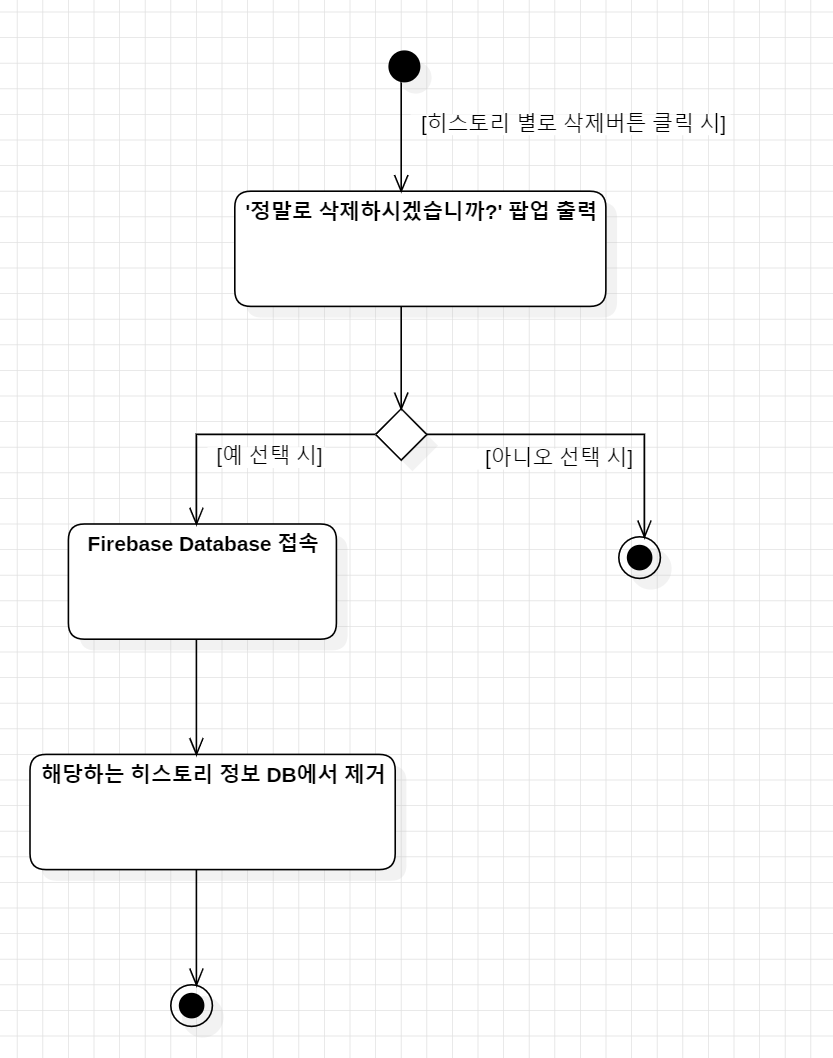 [히스토리 별로 삭제버튼 클릭 시]
'정말로 삭제하시겠습니까?' 팝업 출력
[예 선택 시]
[아니오 선택 시]
Firebase Database 접속
해당하는 히스토리 정보 DB에서 제거